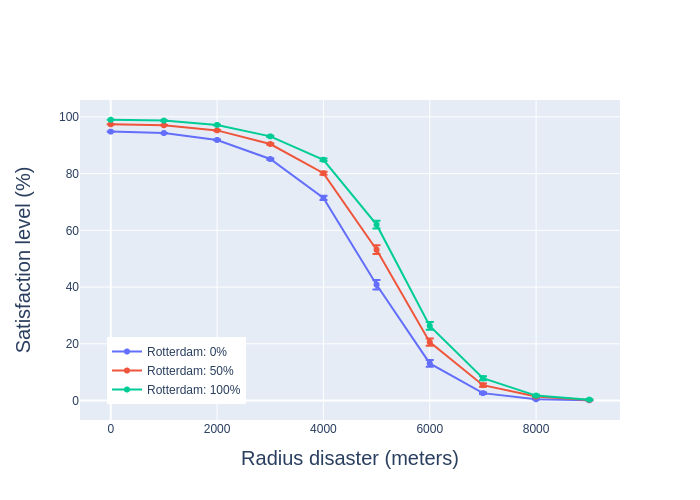 100
80
60
40
20
0
Satisfaction level (%)
Rotterdam: 0%
Rotterdam: 50%
Rotterdam: 100%
0
2000
4000
6000
8000
Radius disaster (meters)